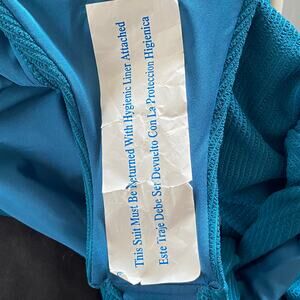 This Suit Must Be Returned With Hygienic Liner Attached
Este Traje Debe Ser Devuelto Con La Proteccion Higienica
®